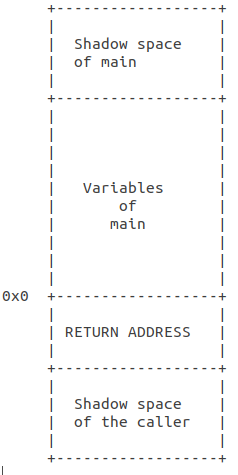 Shadow space
of main
Variables
of
main
0x0
RETURN ADDRESS
Shadow space
of the caller